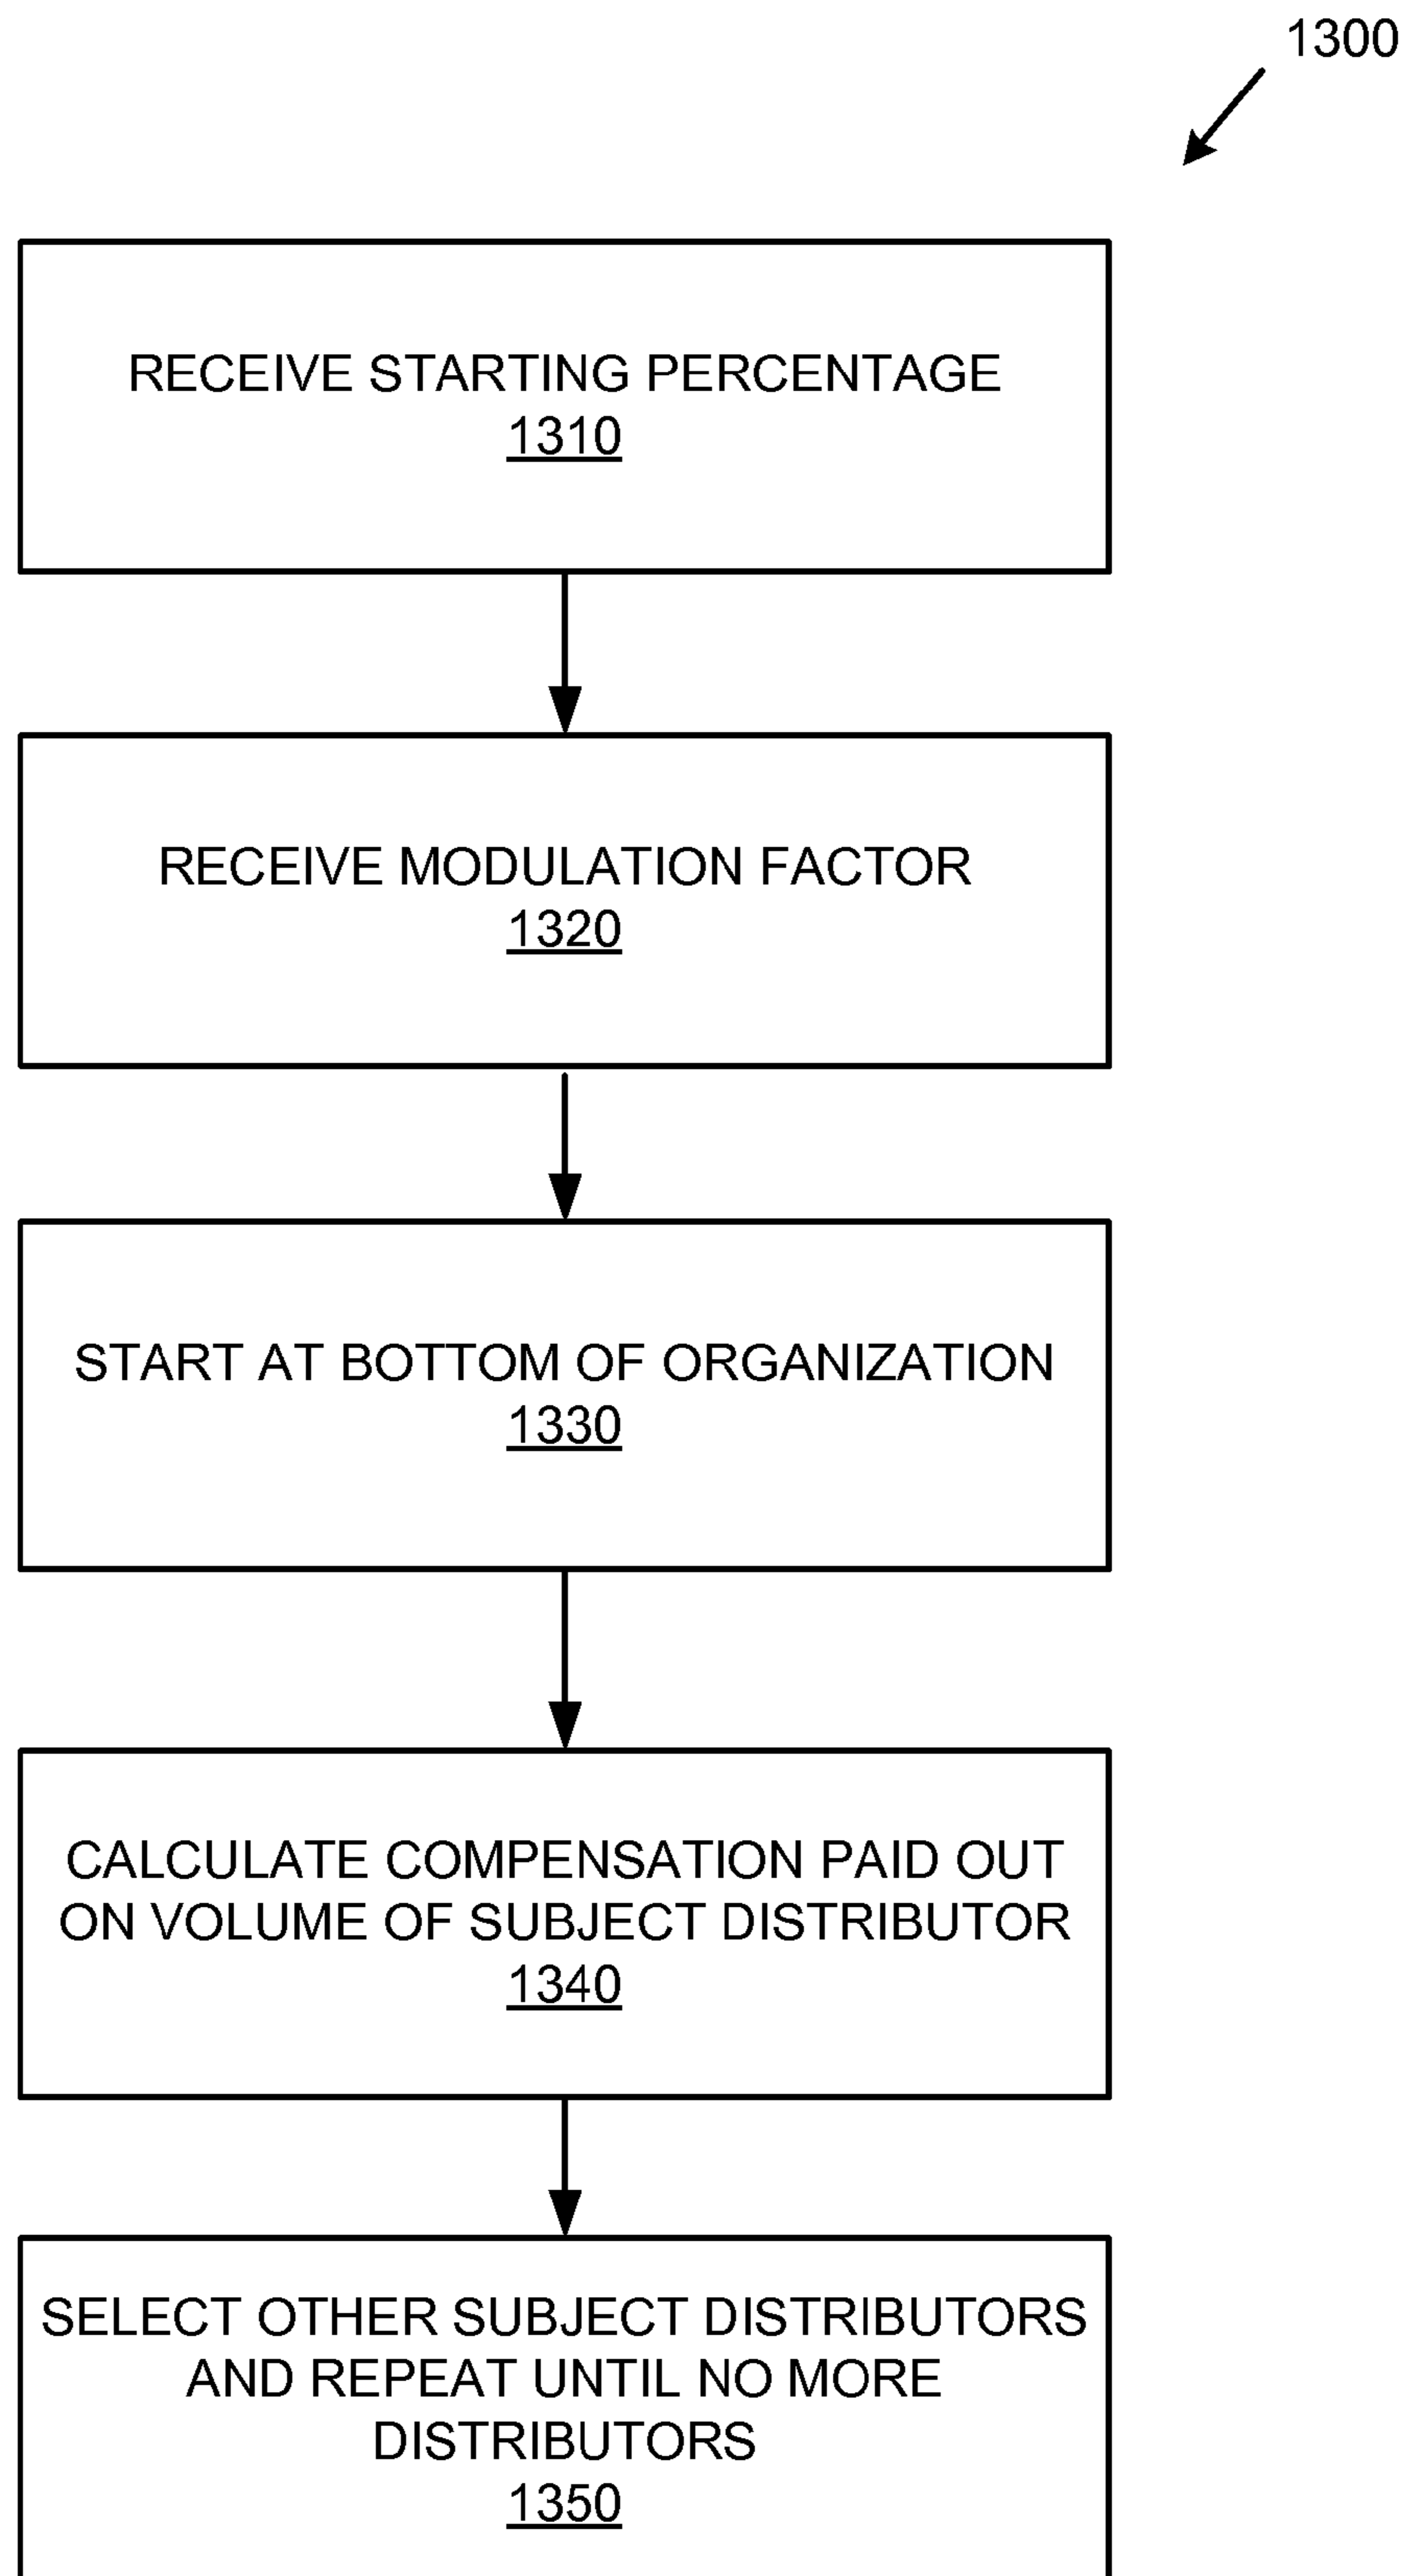 1300
RECEIVE STARTING PERCENTAGE
1310
RECEIVE MODULATION FACTOR
1320
START AT BOTTOM OF ORGANIZATION
1330
CALCULATE COMPENSATION PAID OUT
ON VOLUME OF SUBJECT DISTRIBUTOR
1340
SELECT OTHER SUBJECT DISTRIBUTORS
AND REPEAT UNTIL NO MORE
DISTRIBUTORS
1350